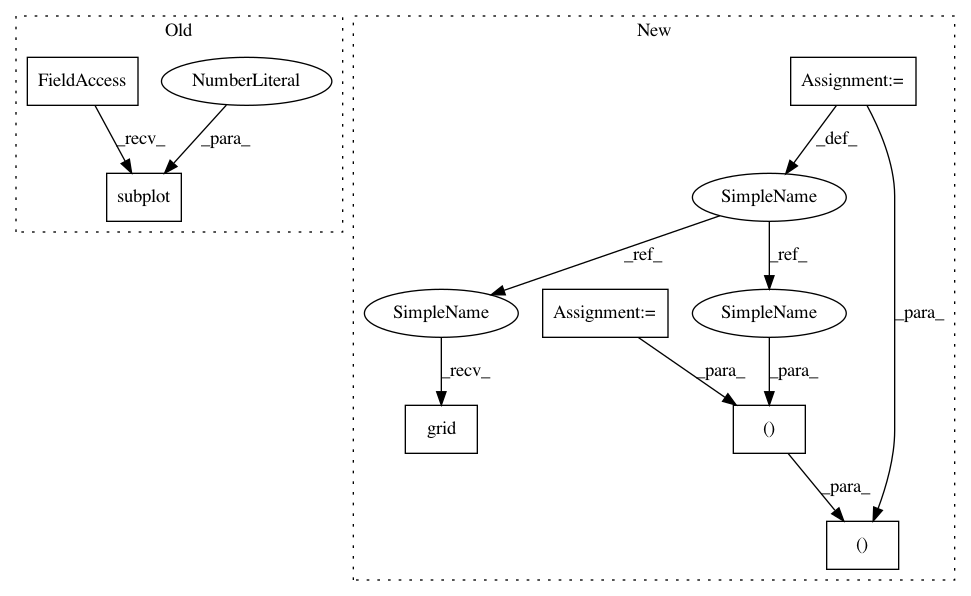 Old
New
FieldAccess
NumberLiteral
Assignment:=
_recv_
_para_
_def_
subplot
SimpleName
_ref_
_ref_
SimpleName
Assignment:=
SimpleName
_para_
_recv_
_para_
_para_
grid
()
_para_
()